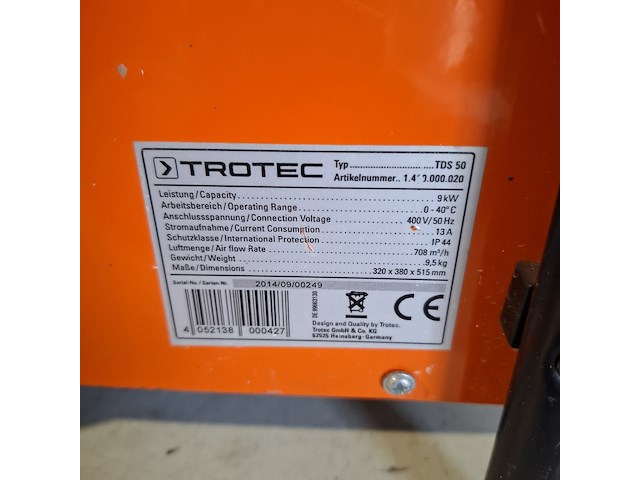 TROTEC
Typ ................................ TDS 50
Artikelnummer..
Leistung/Capacity 9 kW
Arbeitsbereich/Operating Range 0 - 40°C
Anschlussspannung/Connection Voltage 400 V/50 Hz
Stromaufnahme/Current Consumption 13 A
Schutzklasse/International Protection IP 44
Luftmenge/Air flow Rate 708 m³/h
Gewicht/Weight 9,5 kg
Maße/Dimensions 320 x 380 x 515 mm
Serial-No./Serien-Nr. 2014/09/00249
4 052138 000427
Design and Quality by Trotec.
Trotec GmbH & Co. KG
52525 Heinsberg - Germany
CE